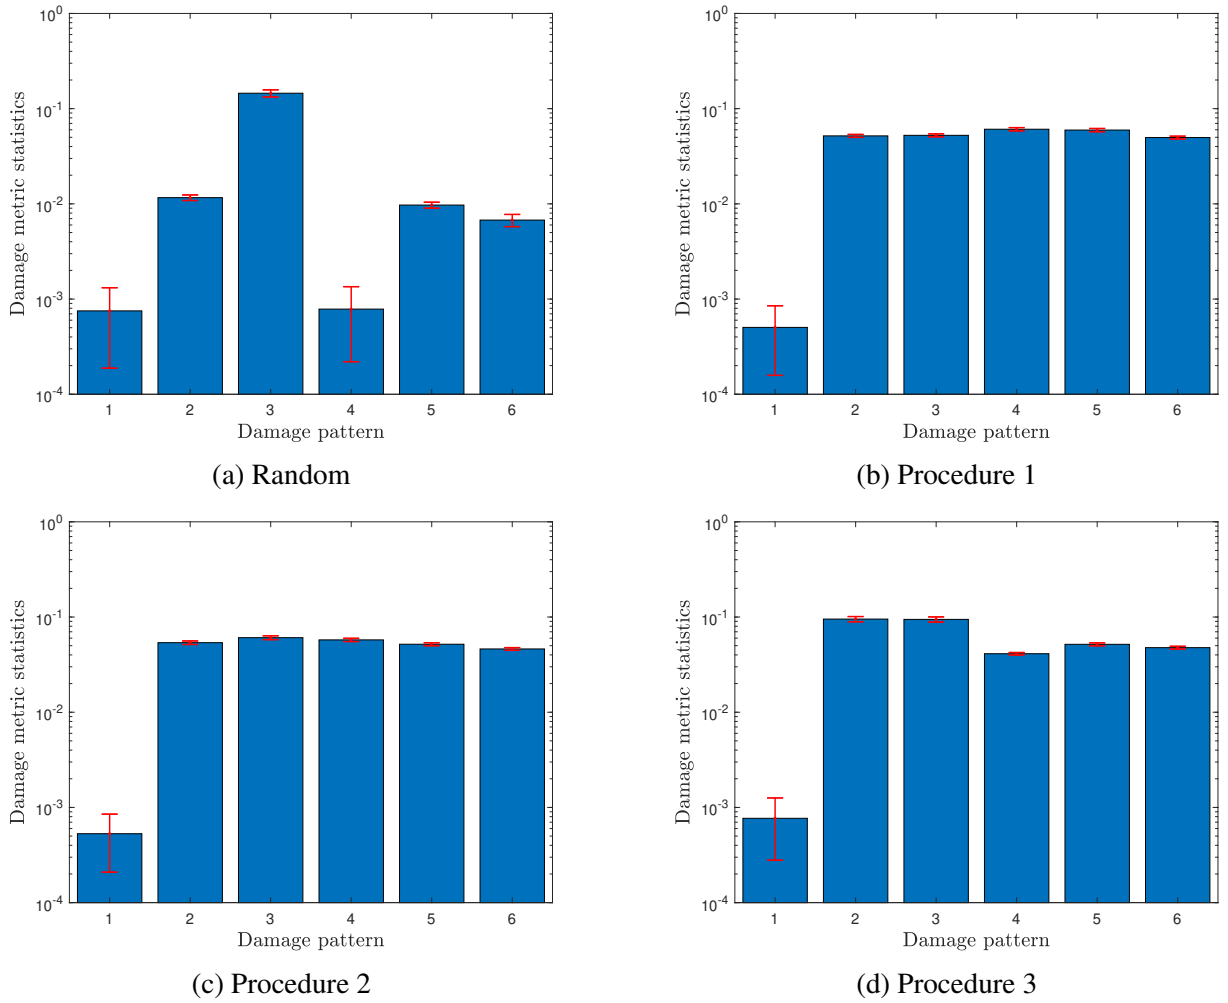 10^0
10^-1
10^-2
10^-3
10^-4
Damage metric statistics
1 2 3 4 5 6
Damage pattern
(a) Random
10^0
10^-1
10^-2
10^-3
10^-4
Damage metric statistics
1 2 3 4 5 6
Damage pattern
(b) Procedure 1
10^0
10^-1
10^-2
10^-3
10^-4
Damage metric statistics
1 2 3 4 5 6
Damage pattern
(c) Procedure 2
10^0
10^-1
10^-2
10^-3
10^-4
Damage metric statistics
1 2 3 4 5 6
Damage pattern
(d) Procedure 3